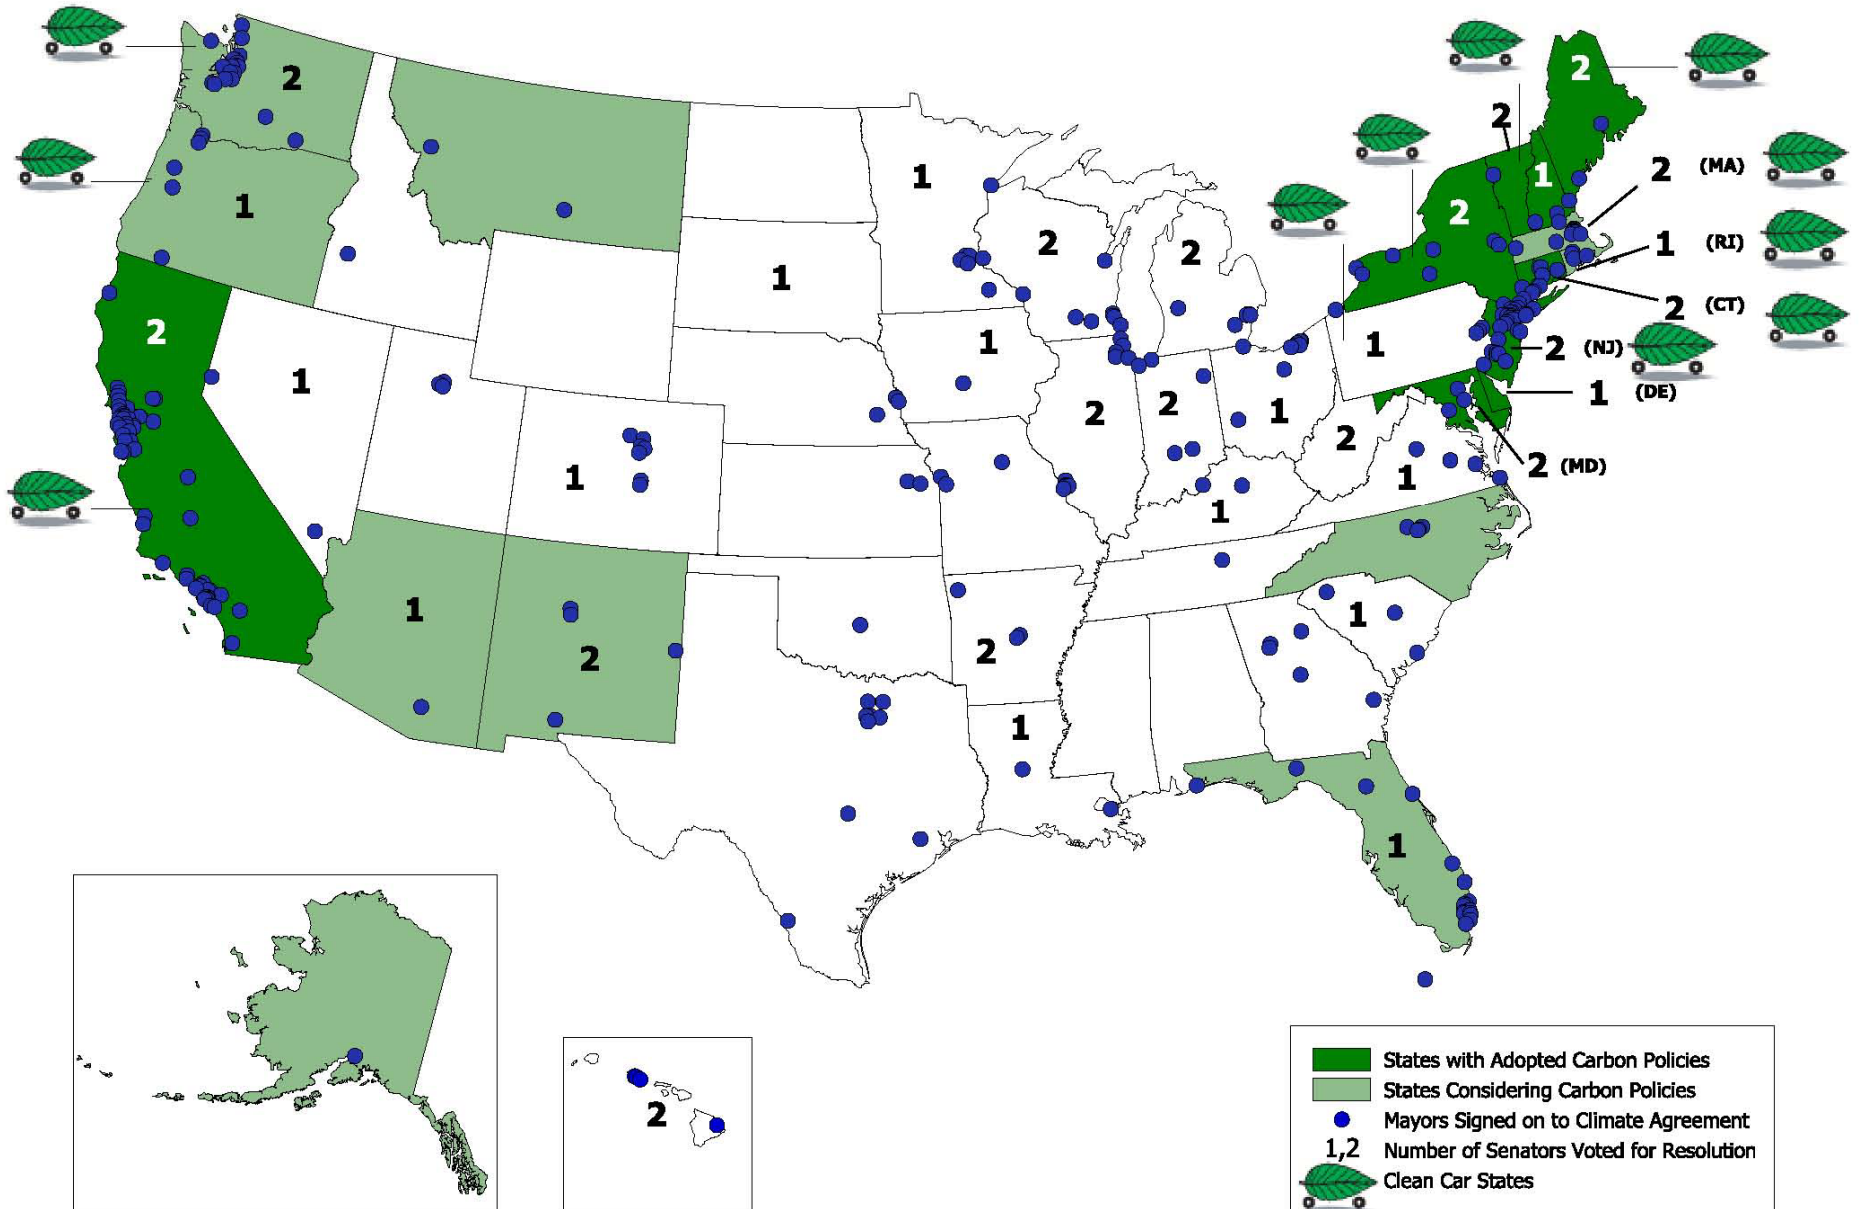 2
2
2
1
1
2 (MA)
1
2
1
2
2
1 (RI)
1
2 (CT)
2
1
1
1
2 (NJ)
1
2
2
1
1 (DE)
2
1
1
2 (MD)
1
1
1
2
2
1
1
1
2
States with Adopted Carbon Policies
States Considering Carbon Policies
Mayors Signed on to Climate Agreement
1,2 Number of Senators Voted for Resolution
Clean Car States